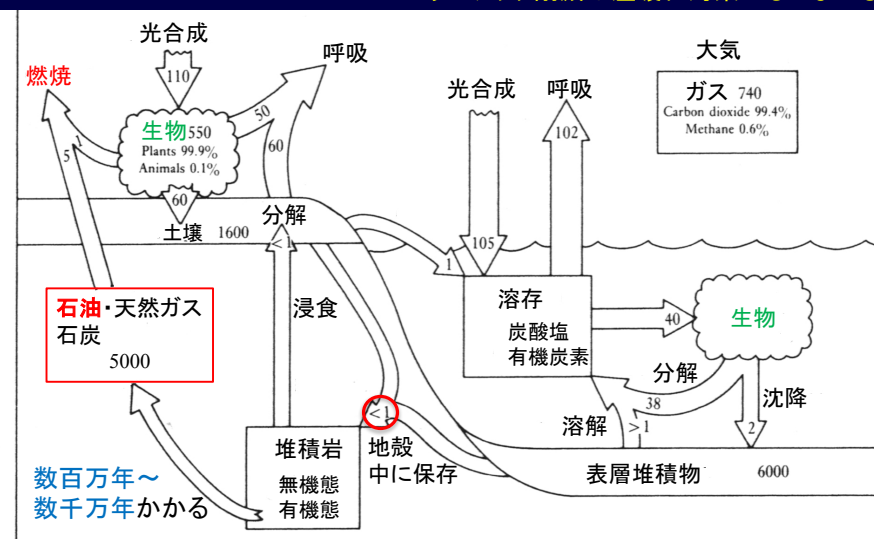 光合成
110
呼吸
燃焼
50
60
1
5
生物550
Plants 99.9%
Animals 0.1%
60
土壌 1600
分解
<1
浸食
石油・天然ガス
石炭
5000
数百万年~
数千万年かかる
堆積岩
無機態
有機態
<1
地殻
中に保存
大気
ガス 740
Carbon dioxide 99.4%
Methane 0.6%
光合成
呼吸
102
105
1
溶存
炭酸塩
有機炭素
40
生物
分解
38
沈降
2
溶解
>1
表層堆積物 6000